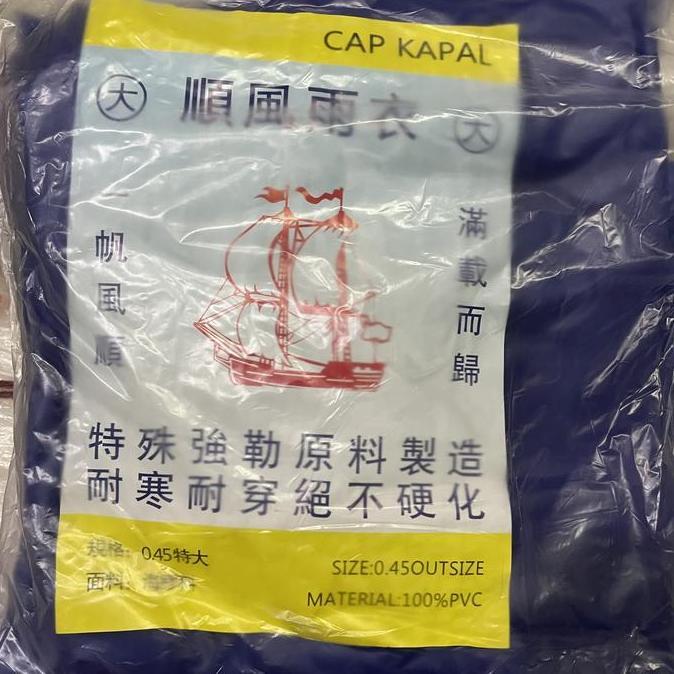 CAP KAPAL
大 順風雨衣 大
一帆風順
滿載而歸
特殊強勒原料製造
耐寒耐穿絕不硬化
規格: 0.45特大
面料:
SIZE:0.45OUTSIZE
MATERIAL:100%PVC